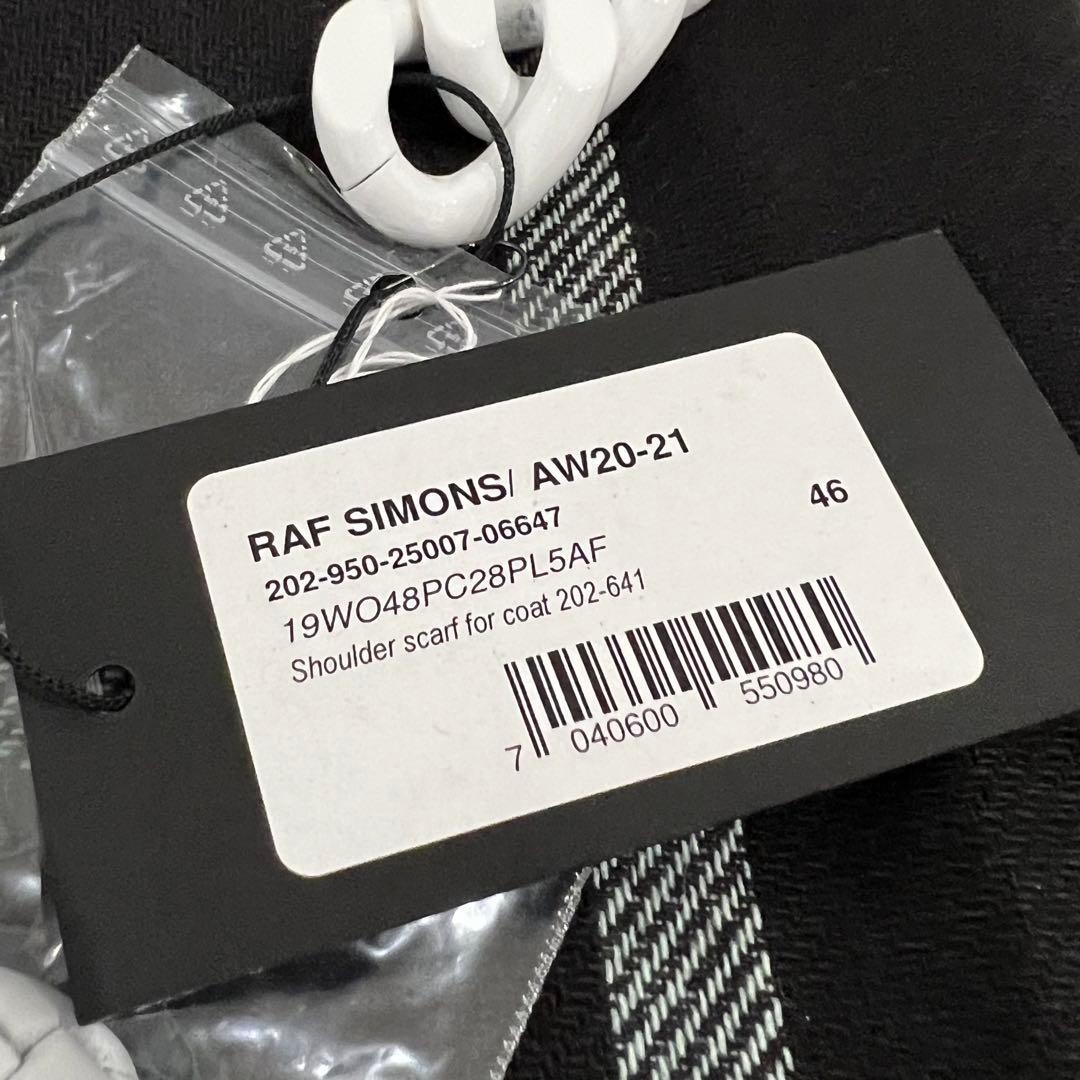 RAF SIMONS/ AW20-21
46
202-950-25007-06647
19WO48PC28PL5AF
Shoulder scarf for coat 202-641
7 040600 550980